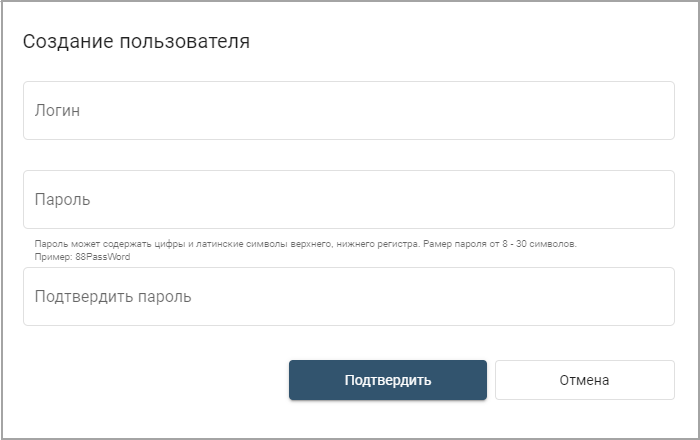 Создание пользователя
Логин
Пароль
Пароль может содержать цифры и латинские символы верхнего, нижнего регистра. Рамер пароля от 8 - 30 символов.
Пример: 88PassWord
Подтвердить пароль
Подтвердить Отмена